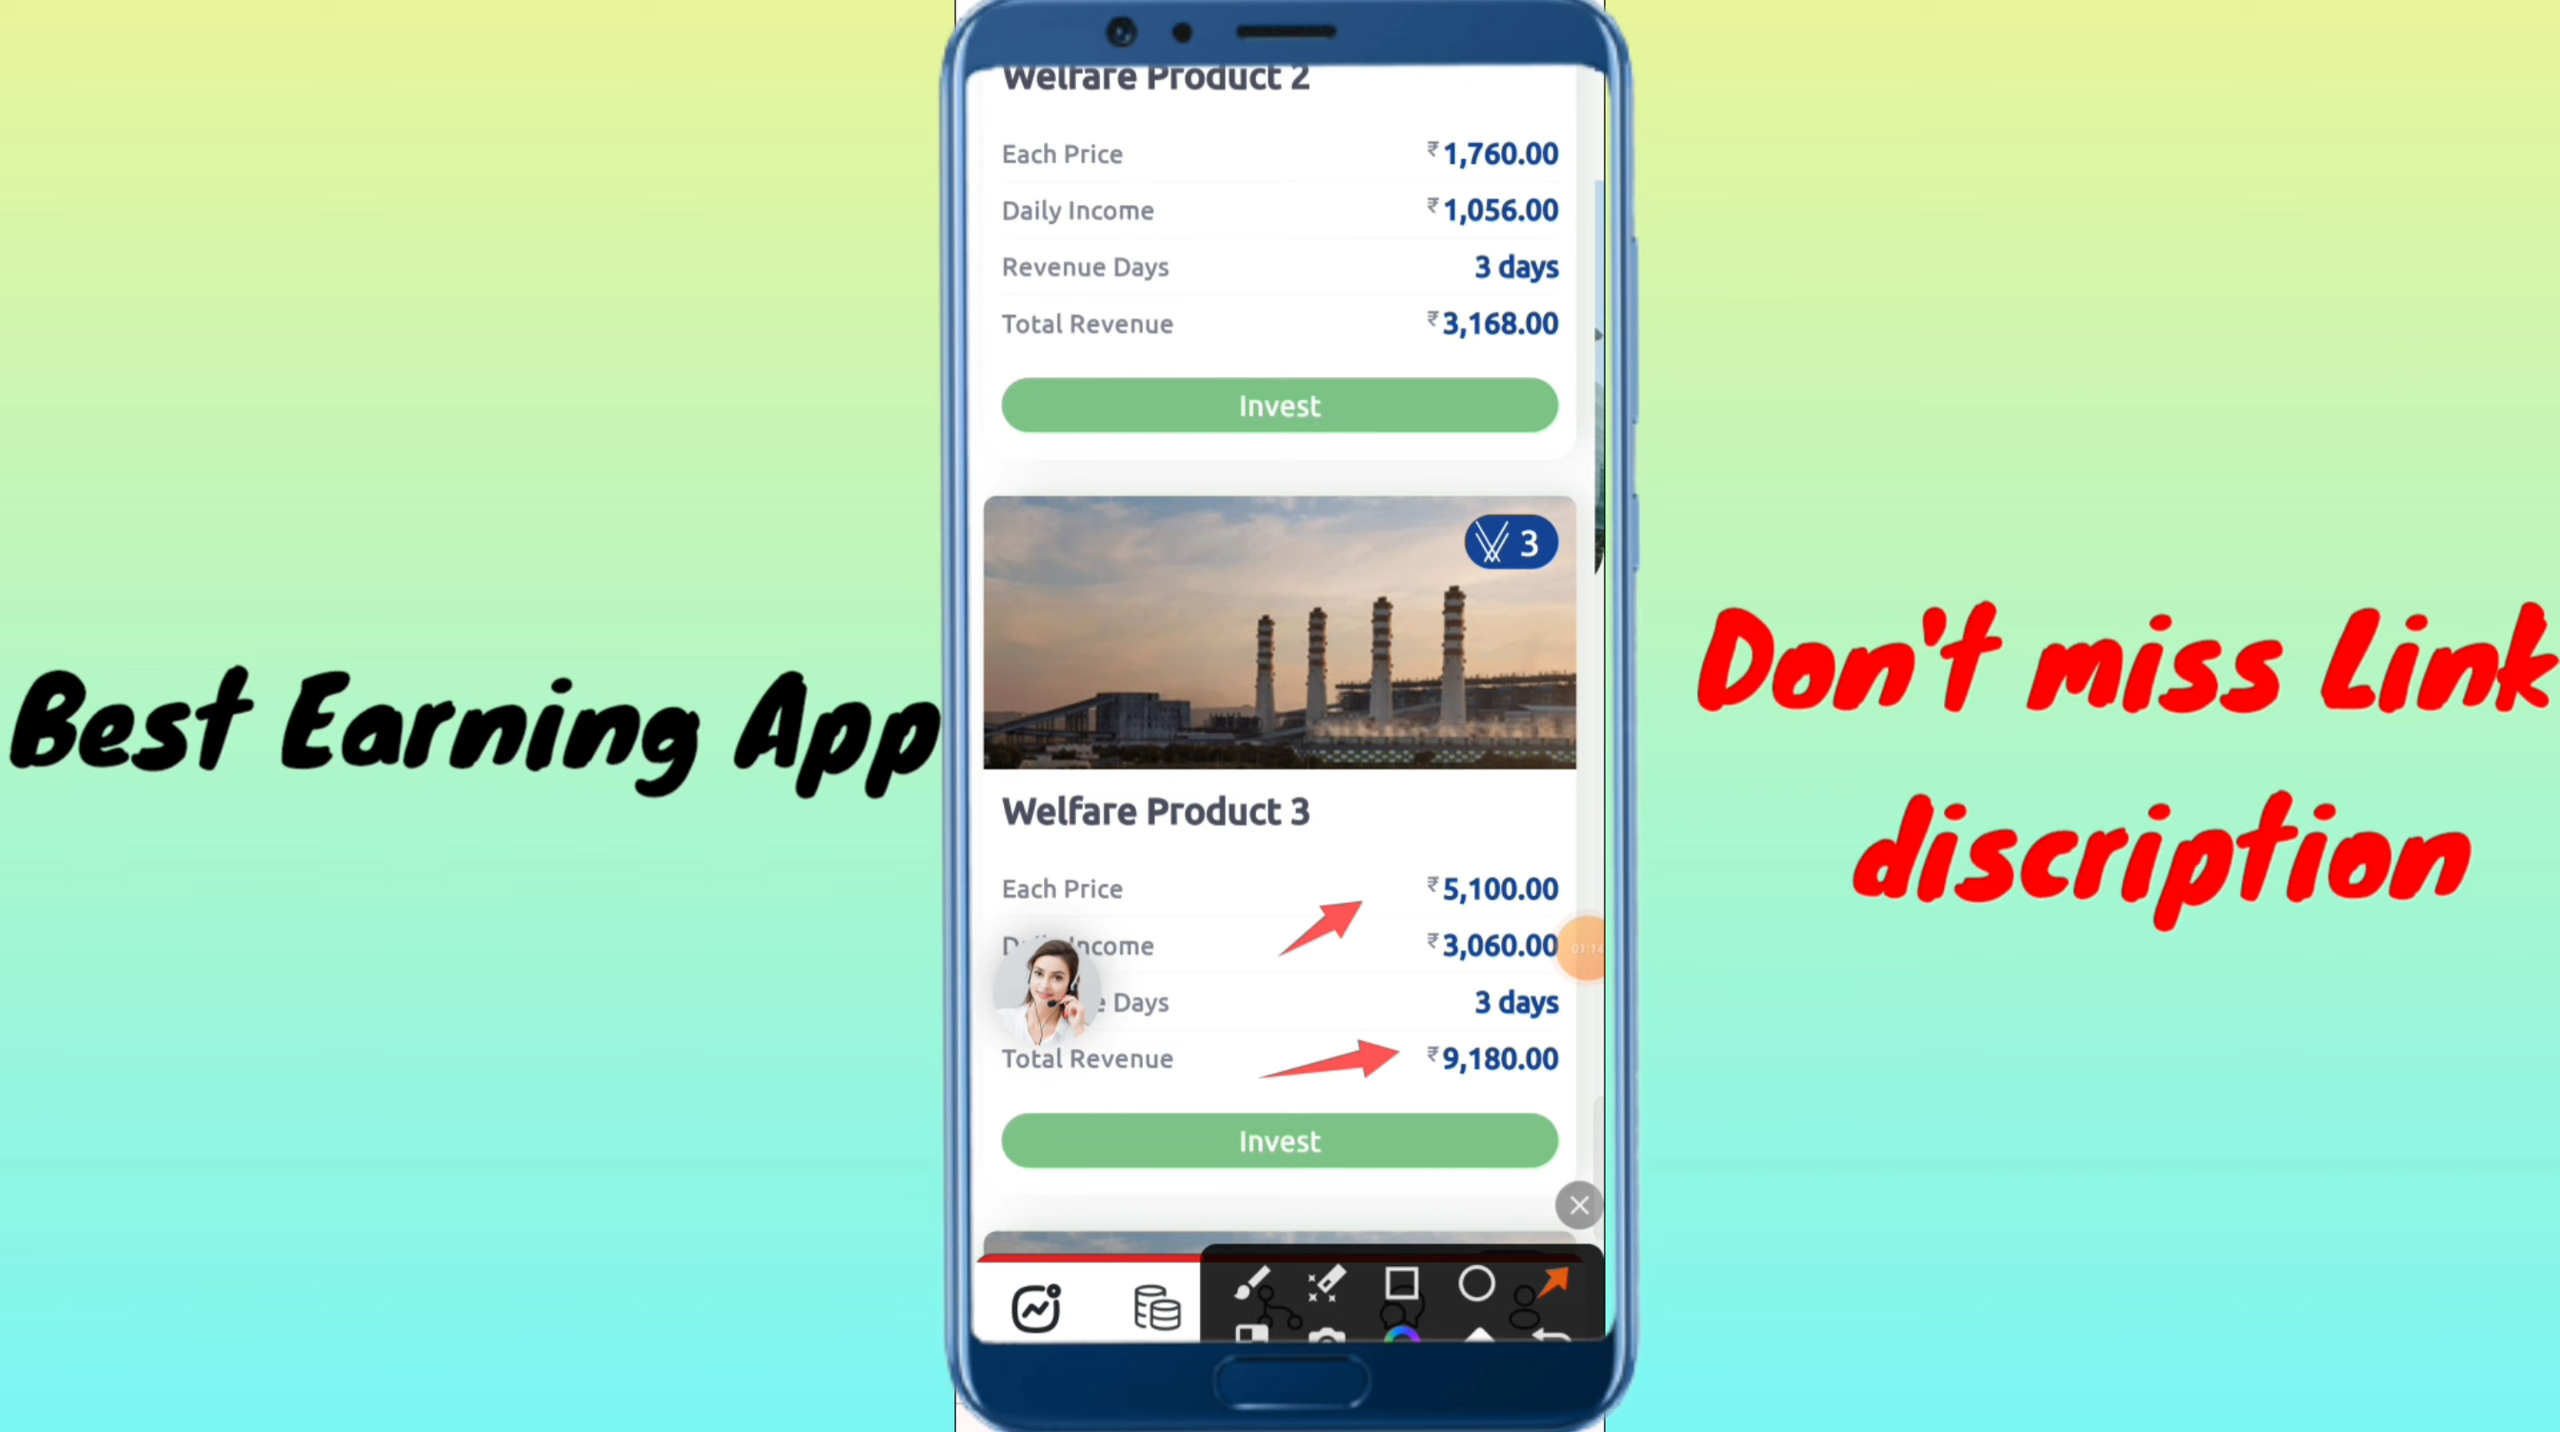 Welfare Product 2
Each Price ₹1,760.00
Daily Income ₹1,056.00
Revenue Days 3 days
Total Revenue ₹3,168.00
Invest
3
Best Earning App
Don't miss Link
discription
Welfare Product 3
Each Price ₹5,100.00
Income ₹3,060.00
Days 3 days
Total Revenue ₹9,180.00
Invest